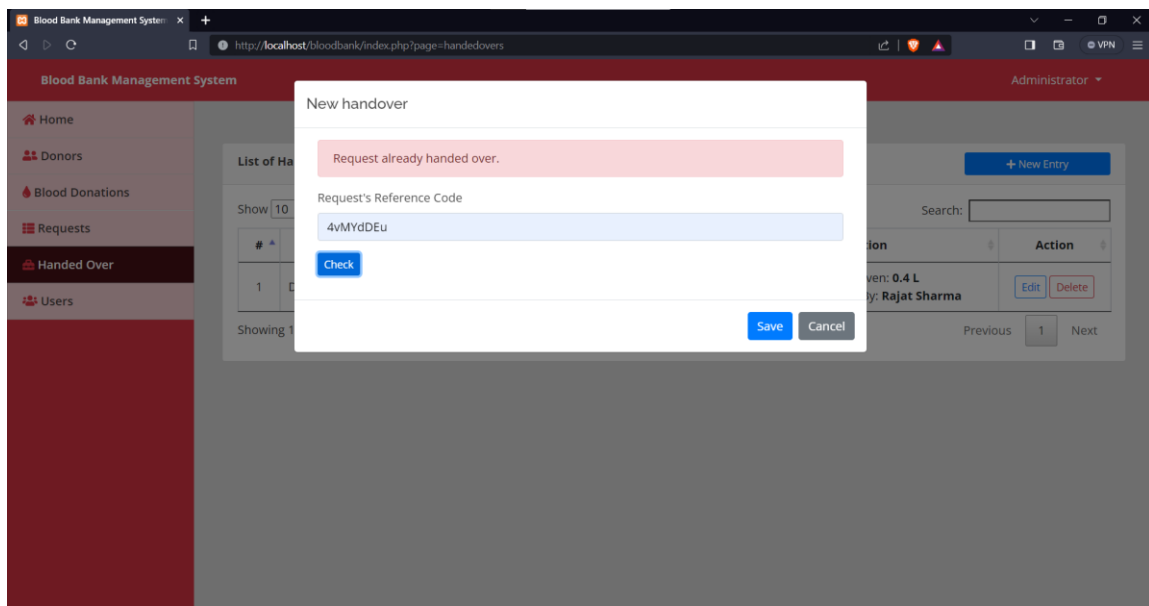 Blood Bank Management System
http://localhost/bloodbank/index.php?page=handedovers
VPN
Blood Bank Management System
Administrator
Home
Donors
Blood Donations
Requests
Handed Over
Users
New handover
Request already handed over.
Request's Reference Code
4vMYdDEu
Check
Save Cancel
List of Ha
+ New Entry
Show 10
Search:
# ion Action
1 D ven: 0.4 L
y: Rajat Sharma
Edit Delete
Showing 1
Previous 1 Next